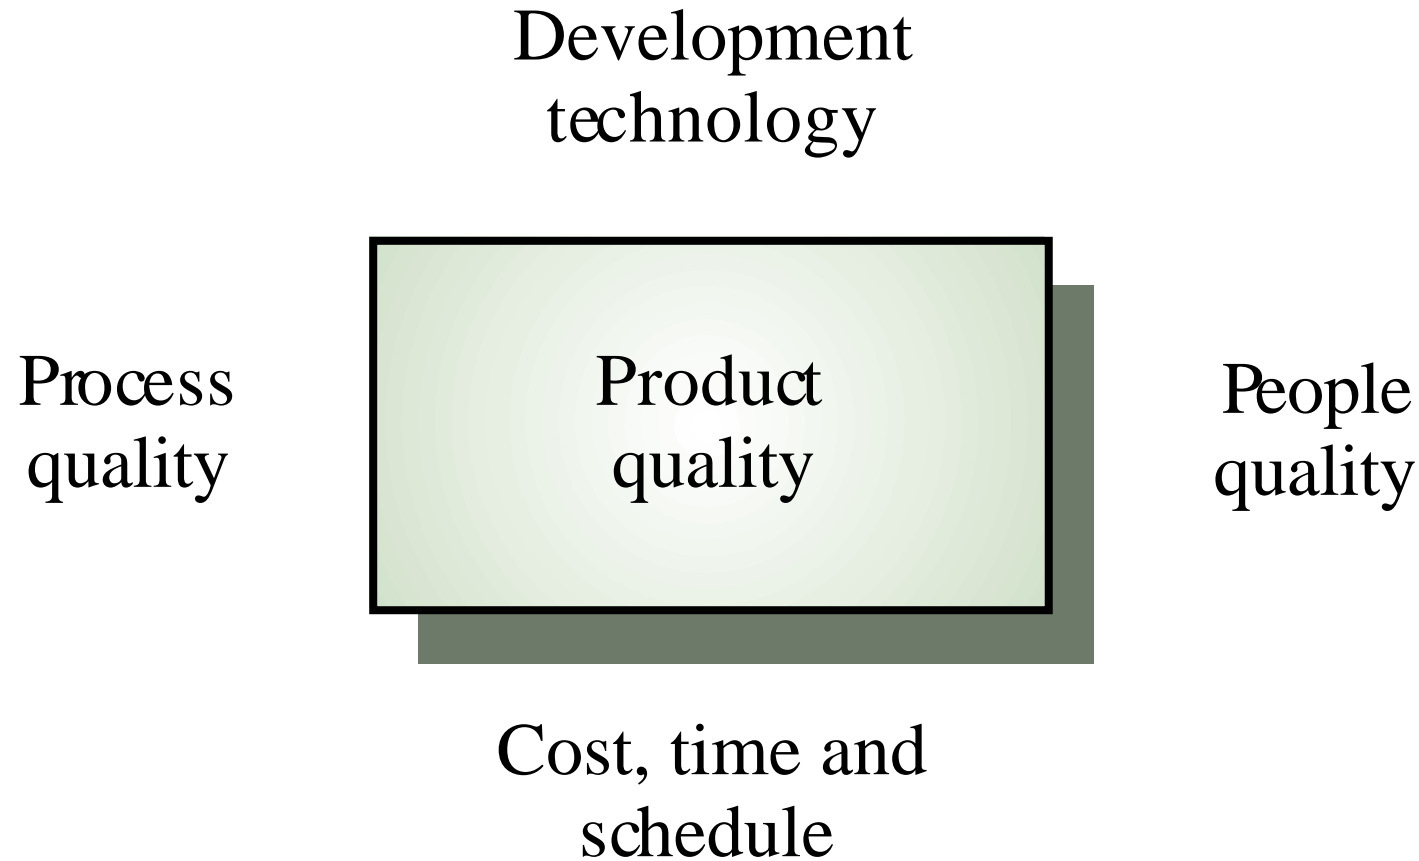 Development
technology
Process
quality
Product
quality
People
quality
Cost, time and
schedule